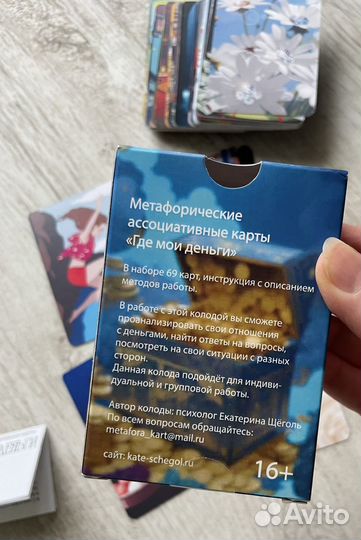 Метафорические
ассоциативные карты
«Где мои деньги»
В наборе 69 карт, инструкция с описанием
методов работы.
В работе с этой колодой вы сможете
проанализировать свои отношения
с деньгами, найти ответы на вопросы,
посмотреть на свои ситуации с разных
сторон.
Данная колода подойдёт для индиви-
дуальной и групповой работы.
Автор колоды: психолог Екатерина Щёголь
По всем вопросам обращайтесь:
metafora_kart@mail.ru
сайт: kate-schegol.ru
16+
Avito